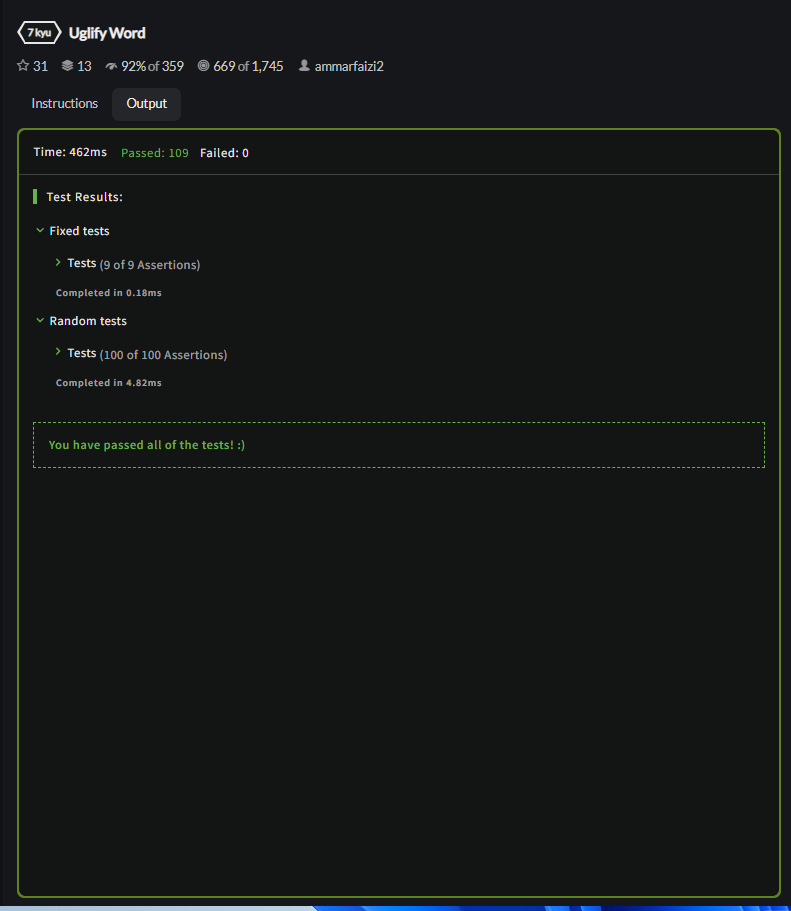 7 kyu Uglify Word
31 13 92% of 359 669 of 1,745 ammarfaizi2
Instructions Output
Time: 462ms Passed: 109 Failed: 0
Test Results:
Fixed tests
Tests (9 of 9 Assertions)
Completed in 0.18ms
Random tests
Tests (100 of 100 Assertions)
Completed in 4.82ms
You have passed all of the tests! :)